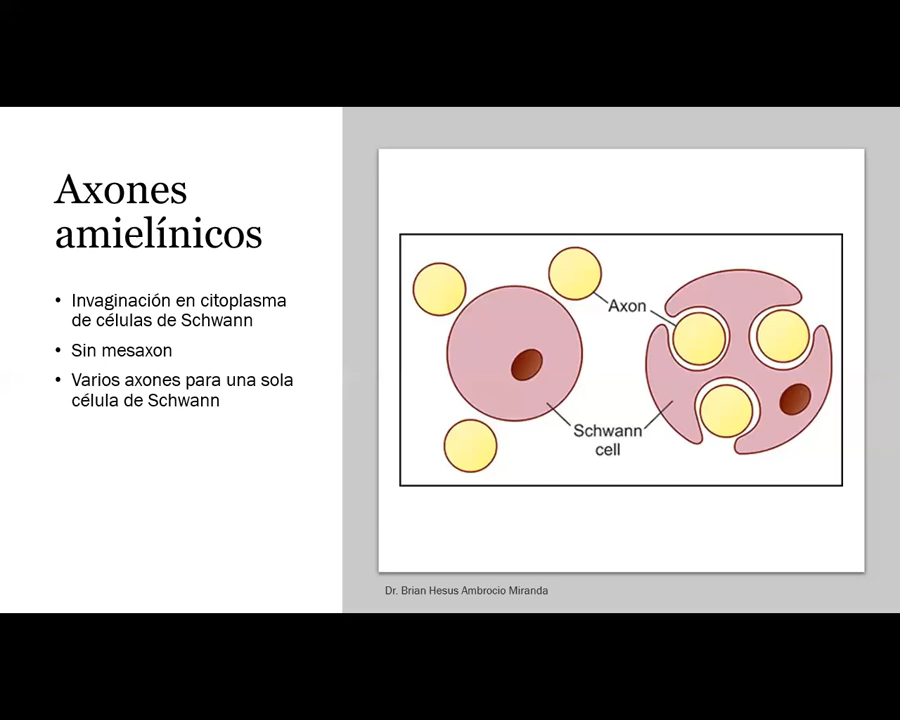 Axones
amielínicos
• Invaginación en citoplasma
de células de Schwann
• Sin mesaxon
• Varios axones para una sola
célula de Schwann
Axon
Schwann
cell
Dr. Brian Hesus Ambrocio Miranda